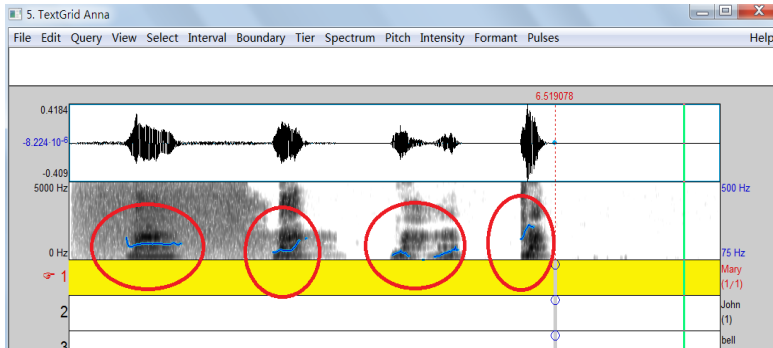 5. TextGrid Anna
File Edit Query View Select Interval Boundary Tier Spectrum Pitch Intensity Formant Pulses Help
6.519078
0.4184
-8.224·10-6
-0.409
5000 Hz 500 Hz
0 Hz 75 Hz
☞ 1 Mary
(1/1)
2 John
(1)
3 bell